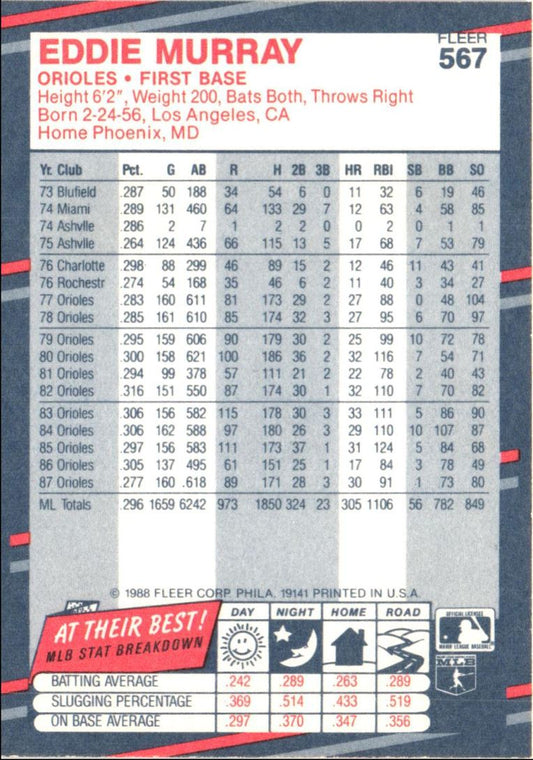 FLEER
EDDIE MURRAY 567
ORIOLES • FIRST BASE
Height 6'2", Weight 200, Bats Both, Throws Right
Born 2-24-56, Los Angeles, CA
Home Phoenix, MD
Yr. Club Pct. G AB R H 2B 3B HR RBI SB BB SO
73 Blufield .287 50 188 34 54 6 0 11 32 6 19 46
74 Miami .289 131 460 64 133 29 7 12 63 4 58 85
74 Ashvlle .286 2 7 1 2 2 0 0 2 0 1 1
75 Ashvlle .264 124 436 66 115 13 5 17 68 7 53 79
76 Charlotte .298 88 299 46 89 15 2 12 46 11 43 41
76 Rochestr .274 54 168 35 46 6 2 11 40 3 34 27
77 Orioles .283 160 611 81 173 29 2 27 88 0 48 104
78 Orioles .285 161 610 85 174 32 3 27 95 6 70 97
79 Orioles .295 159 606 90 179 30 2 25 99 10 72 78
80 Orioles .300 158 621 100 186 36 2 32 116 7 54 71
81 Orioles .294 99 378 57 111 21 2 22 78 2 40 43
82 Orioles .316 151 550 87 174 30 1 32 110 7 70 82
83 Orioles .306 156 582 115 178 30 3 33 111 5 86 90
84 Orioles .306 162 588 97 180 26 3 29 110 10 107 87
85 Orioles .297 156 583 111 173 37 1 31 124 5 84 68
86 Orioles .305 137 495 61 151 25 1 17 84 3 78 49
87 Orioles .277 160 .618 89 171 28 3 30 91 1 73 80
ML Totals .296 1659 6242 973 1850 324 23 305 1106 56 782 849
© 1988 FLEER CORP. PHILA. 19141 PRINTED IN U.S.A.
AT THEIR BEST!
MLB STAT BREAKDOWN
DAY NIGHT HOME ROAD
BATTING AVERAGE .242 .289 .263 .289
SLUGGING PERCENTAGE .369 .514 .433 .519
ON BASE AVERAGE .297 .370 .347 .356
OFFICIAL LICENSEE
MAJOR LEAGUE BASEBALL
MLB